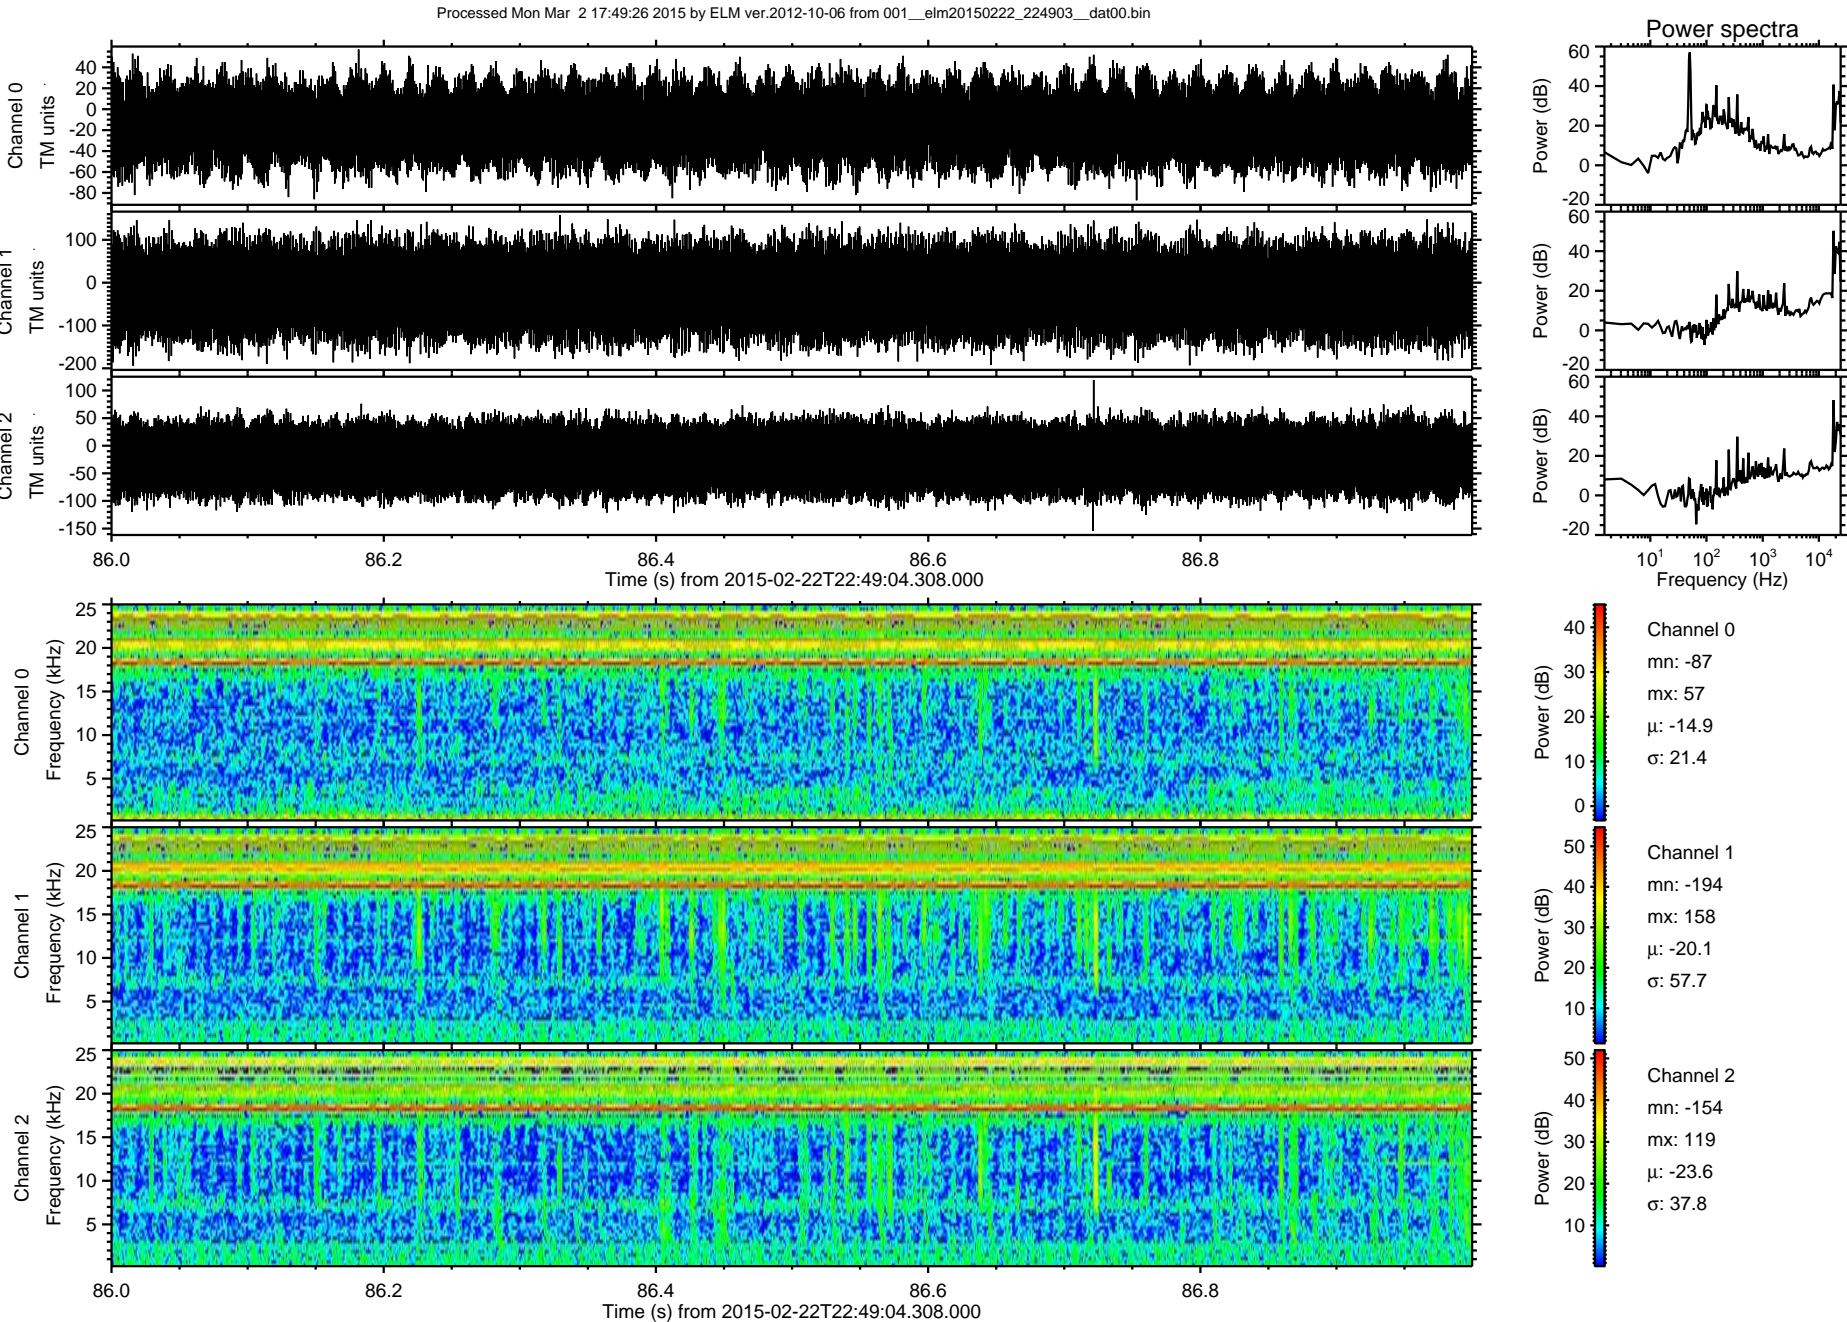 Processed Mon Mar  2 17:49:26 2015 by ELM ver.2012-10-06 from 001__elm20150222_224903__dat00.bin
Power spectra
Channel 0
TM units
40
20
0
-20
-40
-60
-80
Power (dB)
60
40
20
0
-20
Channel 1
TM units
100
0
-100
-200
Power (dB)
60
40
20
0
-20
Channel 2
TM units
100
50
0
-50
-100
-150
Power (dB)
60
40
20
0
-20
86.0 86.2 86.4 86.6 86.8
Time (s) from 2015-02-22T22:49:04.308.000
10^1 10^2 10^3 10^4
Frequency (Hz)
Channel 0
Frequency (kHz)
25
20
15
10
5
Power (dB)
40
30
20
10
0
Channel 0
mn: -87
mx: 57
μ: -14.9
σ: 21.4
Channel 1
Frequency (kHz)
25
20
15
10
5
Power (dB)
50
40
30
20
10
Channel 1
mn: -194
mx: 158
μ: -20.1
σ: 57.7
Channel 2
Frequency (kHz)
25
20
15
10
5
Power (dB)
50
40
30
20
10
Channel 2
mn: -154
mx: 119
μ: -23.6
σ: 37.8
86.0 86.2 86.4 86.6 86.8
Time (s) from 2015-02-22T22:49:04.308.000